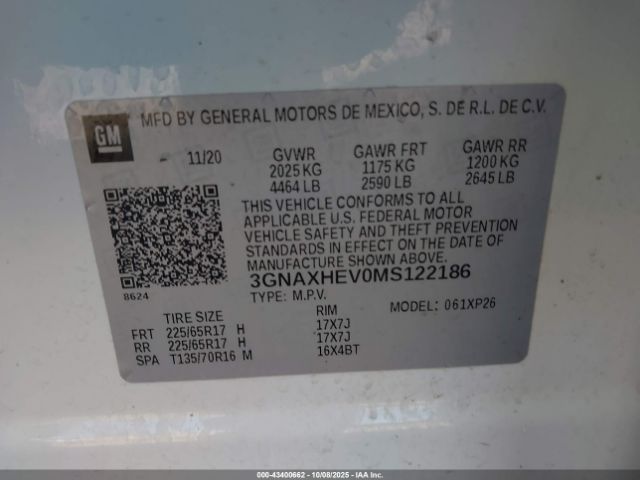 GM
MFD BY GENERAL MOTORS DE MEXICO, S. DE R.L. DE C.V.
11/20 GVWR GAWR FRT GAWR RR
2025 KG 1175 KG 1200 KG
4464 LB 2590 LB 2645 LB
THIS VEHICLE CONFORMS TO ALL
APPLICABLE U.S. FEDERAL MOTOR
VEHICLE SAFETY AND THEFT PREVENTION
STANDARDS IN EFFECT ON THE DATE OF
MANUFACTURE SHOWN ABOVE.
8624
3GNAXHEV0MS122186
TYPE: M.P.V. MODEL: 061XP26
TIRE SIZE RIM
FRT 225/65R17 H 17X7J
RR 225/65R17 H 17X7J
SPA T135/70R16 M 16X4BT
000-43400662 - 10/08/2025 - IAAHOLDINGS, LLC.